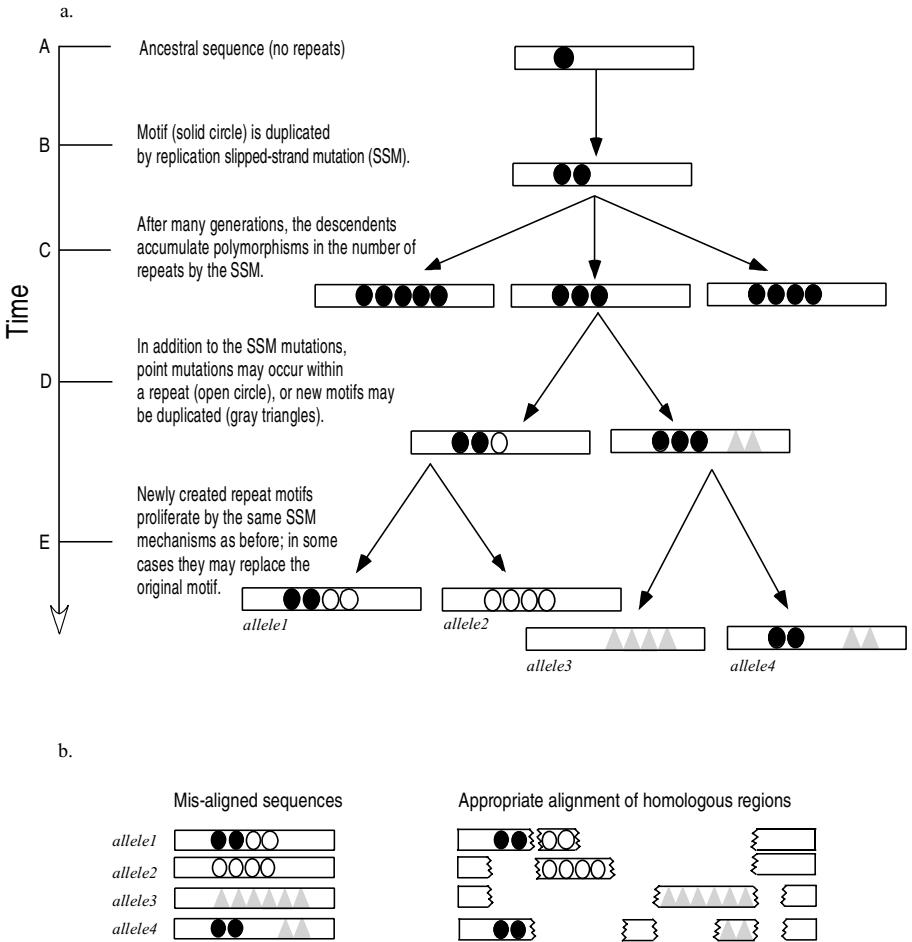 a.
A
Ancestral sequence (no repeats)
B
Motif (solid circle) is duplicated
by replication slipped-strand mutation (SSM).
C
After many generations, the descendents
accumulate polymorphisms in the number of
repeats by the SSM.
Time
D
In addition to the SSM mutations,
point mutations may occur within
a repeat (open circle), or new motifs may
be duplicated (gray triangles).
E
Newly created repeat motifs
proliferate by the same SSM
mechanisms as before; in some
cases they may replace the
original motif.
allele1
allele2
allele3
allele4
b.
Mis-aligned sequences
Appropriate alignment of homologous regions
allele1
allele2
allele3
allele4